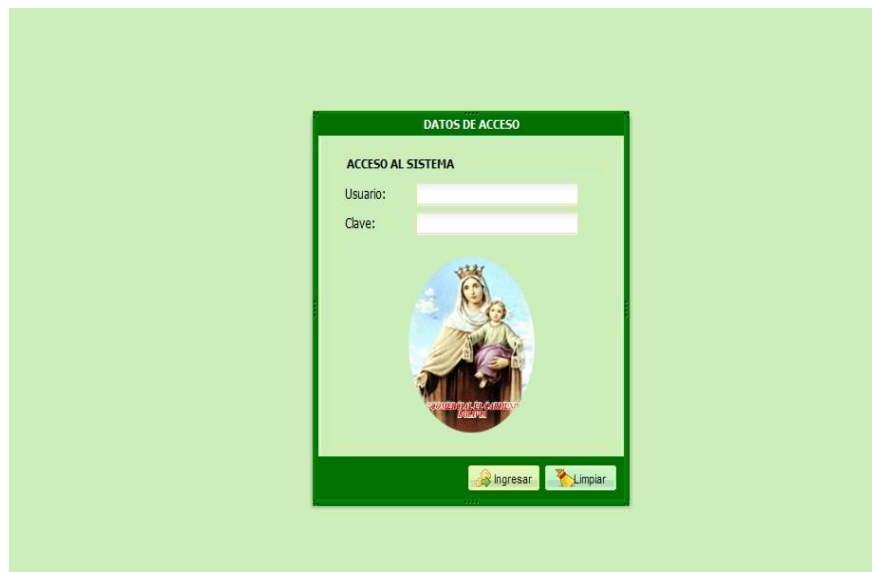 DATOS DE ACCESO
ACCESO AL SISTEMA
Usuario:
Clave:
Ingresar Limpiar